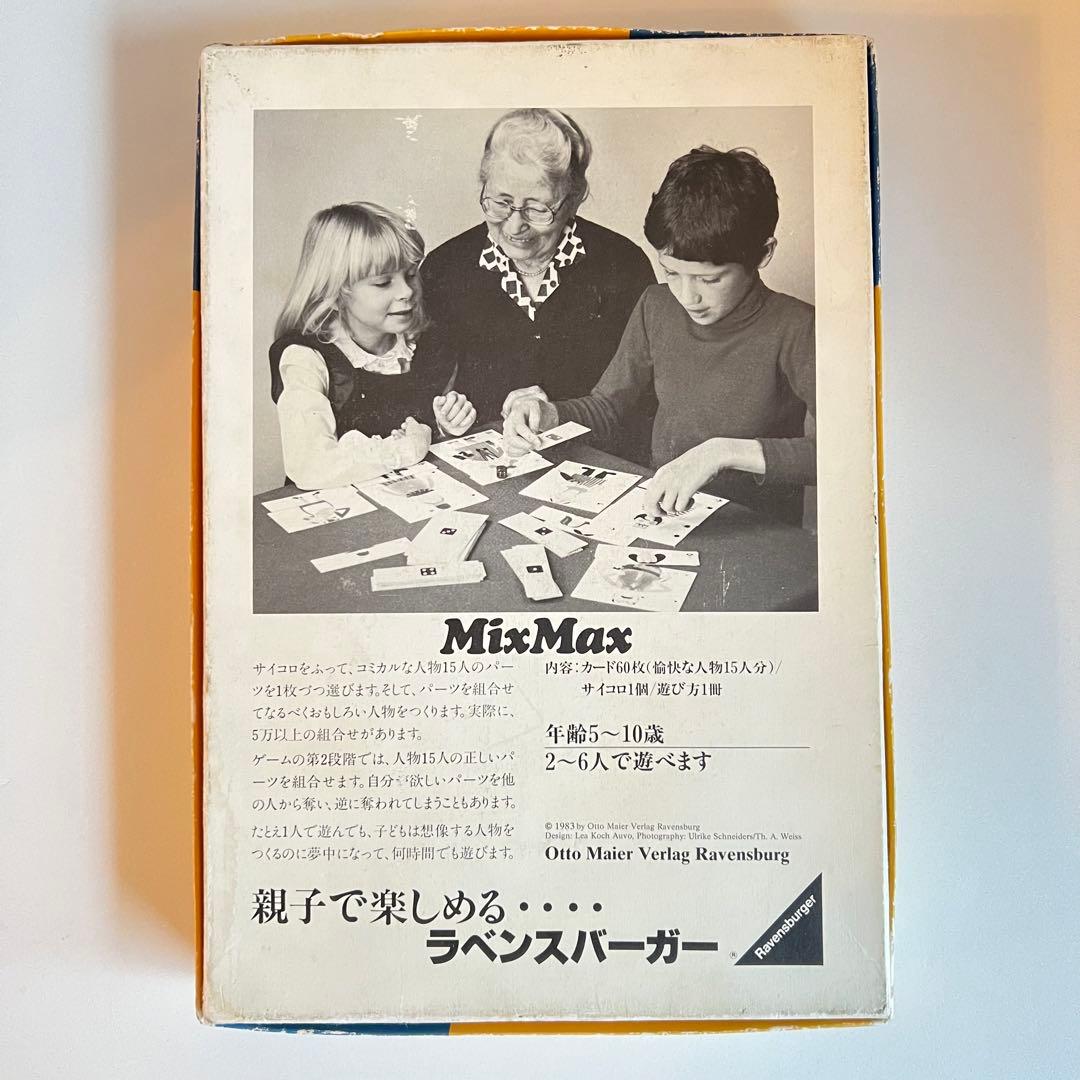 MixMax
サイコロをふって、コミカルな人物15人のパー
ツを1枚づつ選びます。そして、パーツを組合せ
てなるべくおもしろい人物をつくります。実際に、
5万以上の組合せがあります。
ゲームの第2段階では、人物15人の正しいパ
ーツを組合せます。自分が欲しいパーツを他
の人から奪い、逆に奪われてしまうこともあります。
たとえ1人で遊んでも、子どもは想像する人物を
つくるのに夢中になって、何時間でも遊びます。
内容：カード60枚（愉快な人物15人分）/
サイコロ1個/遊び方1冊
年齢5〜10歳
2〜6人で遊べます
© 1983 by Otto Maier Verlag Ravensburg
Design: Lea Koch Auvo, Photography: Ulrike Schneiders/Th. A. Weiss
Otto Maier Verlag Ravensburg
親子で楽しめる・・・・
ラベンスバーガー ®
Ravensburger